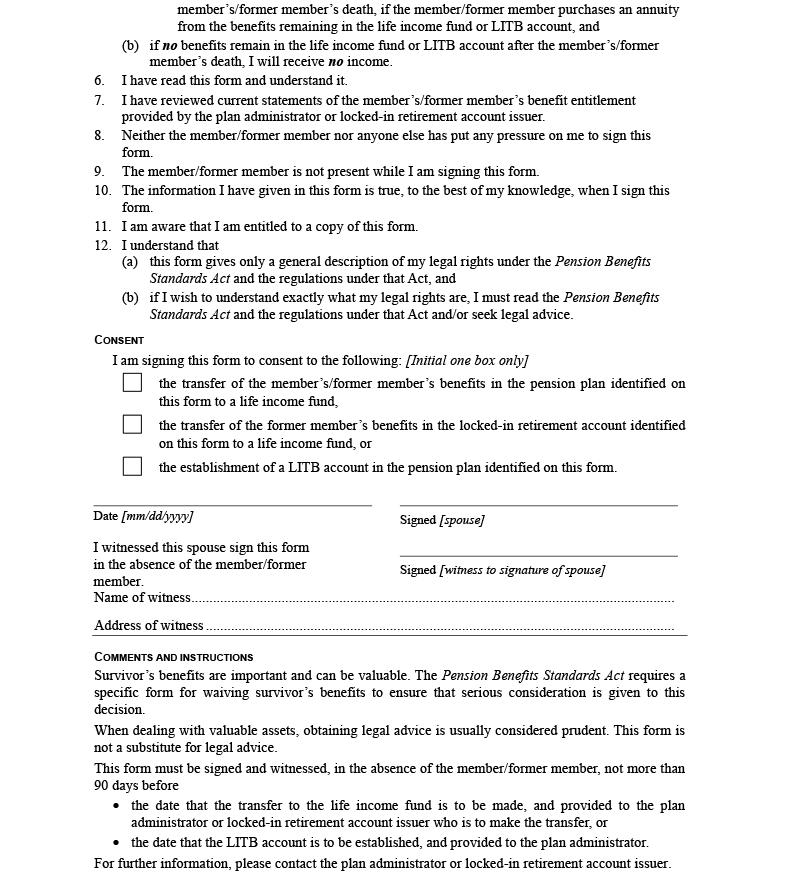 member's/former member's death, if the member/former member purchases an annuity
from the benefits remaining in the life income fund or LITB account, and
(b) if no benefits remain in the life income fund or LITB account after the member's/former
member's death, I will receive no income.
6. I have read this form and understand it.
7. I have reviewed current statements of the member's/former member's benefit entitlement
provided by the plan administrator or locked-in retirement account issuer.
8. Neither the member/former member nor anyone else has put any pressure on me to sign this
form.
9. The member/former member is not present while I am signing this form.
10. The information I have given in this form is true, to the best of my knowledge, when I sign this
form.
11. I am aware that I am entitled to a copy of this form.
12. I understand that
(a) this form gives only a general description of my legal rights under the Pension Benefits
Standards Act and the regulations under that Act, and
(b) if I wish to understand exactly what my legal rights are, I must read the Pension Benefits
Standards Act and the regulations under that Act and/or seek legal advice.
CONSENT
I am signing this form to consent to the following: [Initial one box only]
the transfer of the member's/former member's benefits in the pension plan identified on
this form to a life income fund,
the transfer of the former member's benefits in the locked-in retirement account identified
on this form to a life income fund, or
the establishment of a LITB account in the pension plan identified on this form.
Date [mm/dd/yyyy]
Signed [spouse]
I witnessed this spouse sign this form
in the absence of the member/former
member.
Signed [witness to signature of spouse]
Name of witness
Address of witness
COMMENTS AND INSTRUCTIONS
Survivor's benefits are important and can be valuable. The Pension Benefits Standards Act requires a
specific form for waiving survivor's benefits to ensure that serious consideration is given to this
decision.
When dealing with valuable assets, obtaining legal advice is usually considered prudent. This form is
not a substitute for legal advice.
This form must be signed and witnessed, in the absence of the member/former member, not more than
90 days before
• the date that the transfer to the life income fund is to be made, and provided to the plan
administrator or locked-in retirement account issuer who is to make the transfer, or
• the date that the LITB account is to be established, and provided to the plan administrator.
For further information, please contact the plan administrator or locked-in retirement account issuer.